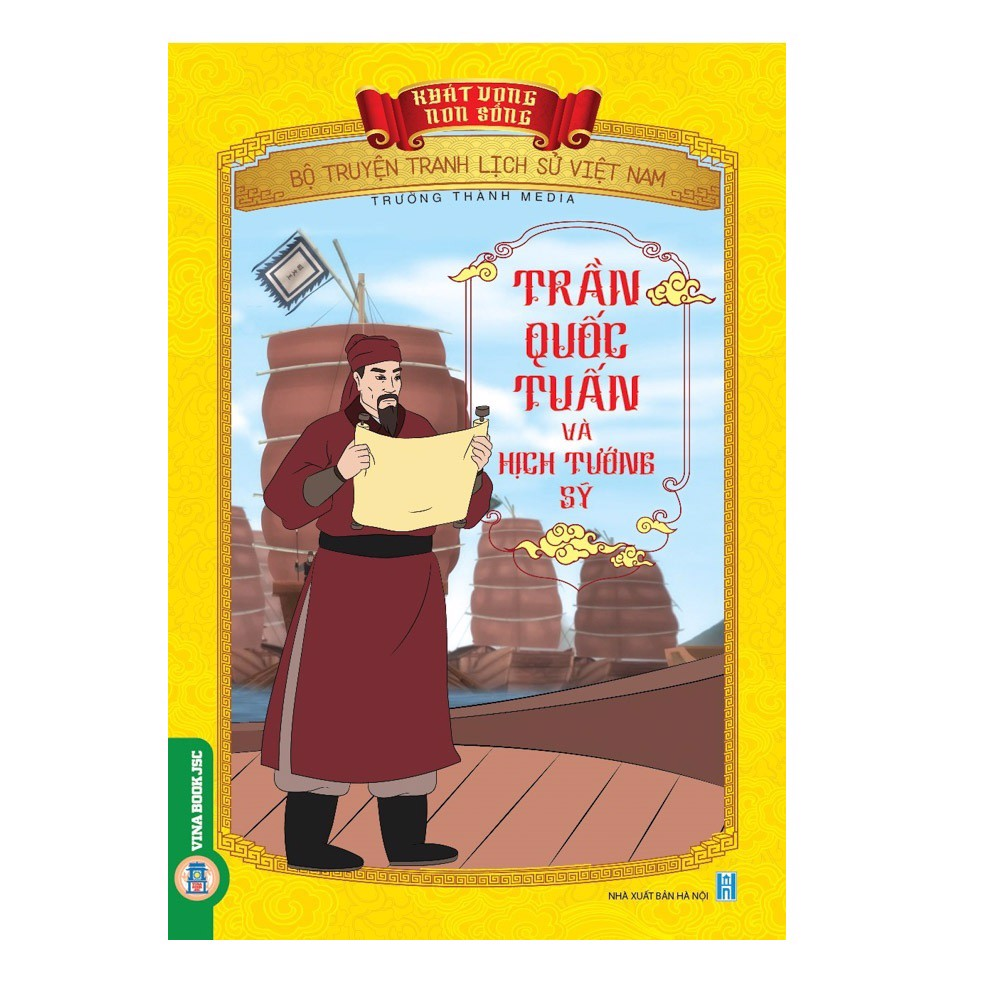 KHÁT VỌNG
NON SÔNG
BỘ TRUYỆN TRANH LỊCH SỬ VIỆT NAM
TRƯỜNG THÀNH MEDIA
TRẦN
QUỐC
TUẤN
VÀ
HỊCH TƯỚNG
SỸ
VINA BOOK JSC
NHÀ XUẤT BẢN HÀ NỘI